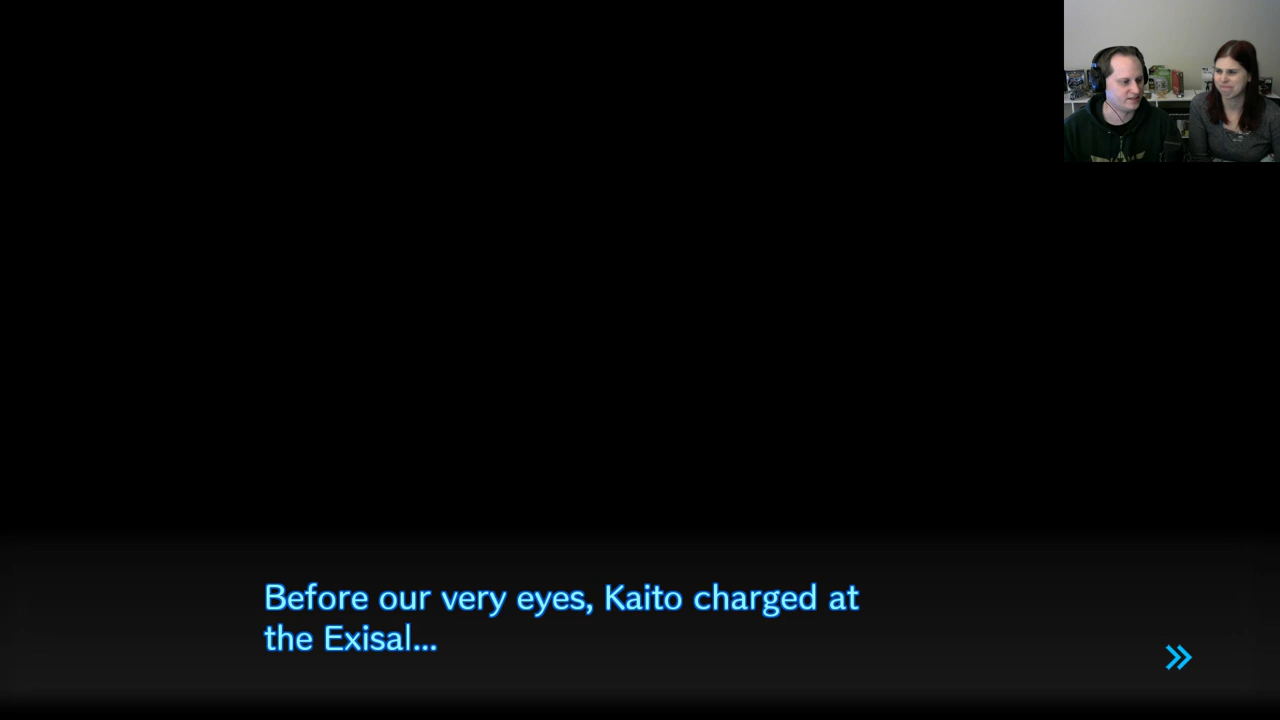 Before our very eyes, Kaito charged at
the Exisal...